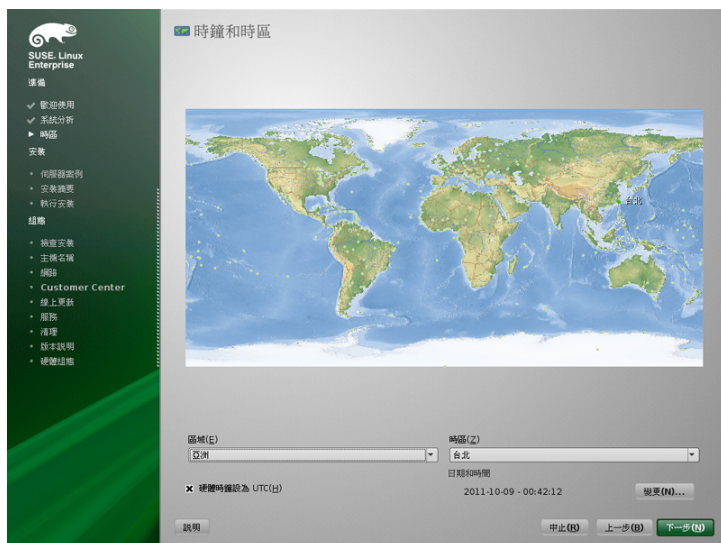 SUSE. Linux
Enterprise
準備
歡迎使用
系統分析
時區
安裝
伺服器案例
安裝摘要
執行安裝
組態
檢查安裝
主機名稱
網路
Customer Center
線上更新
服務
清理
版本說明
硬體組態
時鐘和時區
台北
區域(E)
亞洲
時區(Z)
台北
硬體時鐘設為 UTC(H)
日期和時間
2011-10-09 - 00:42:12
變更(N)...
說明
中止(R)
上一步(B)
下一步(N)